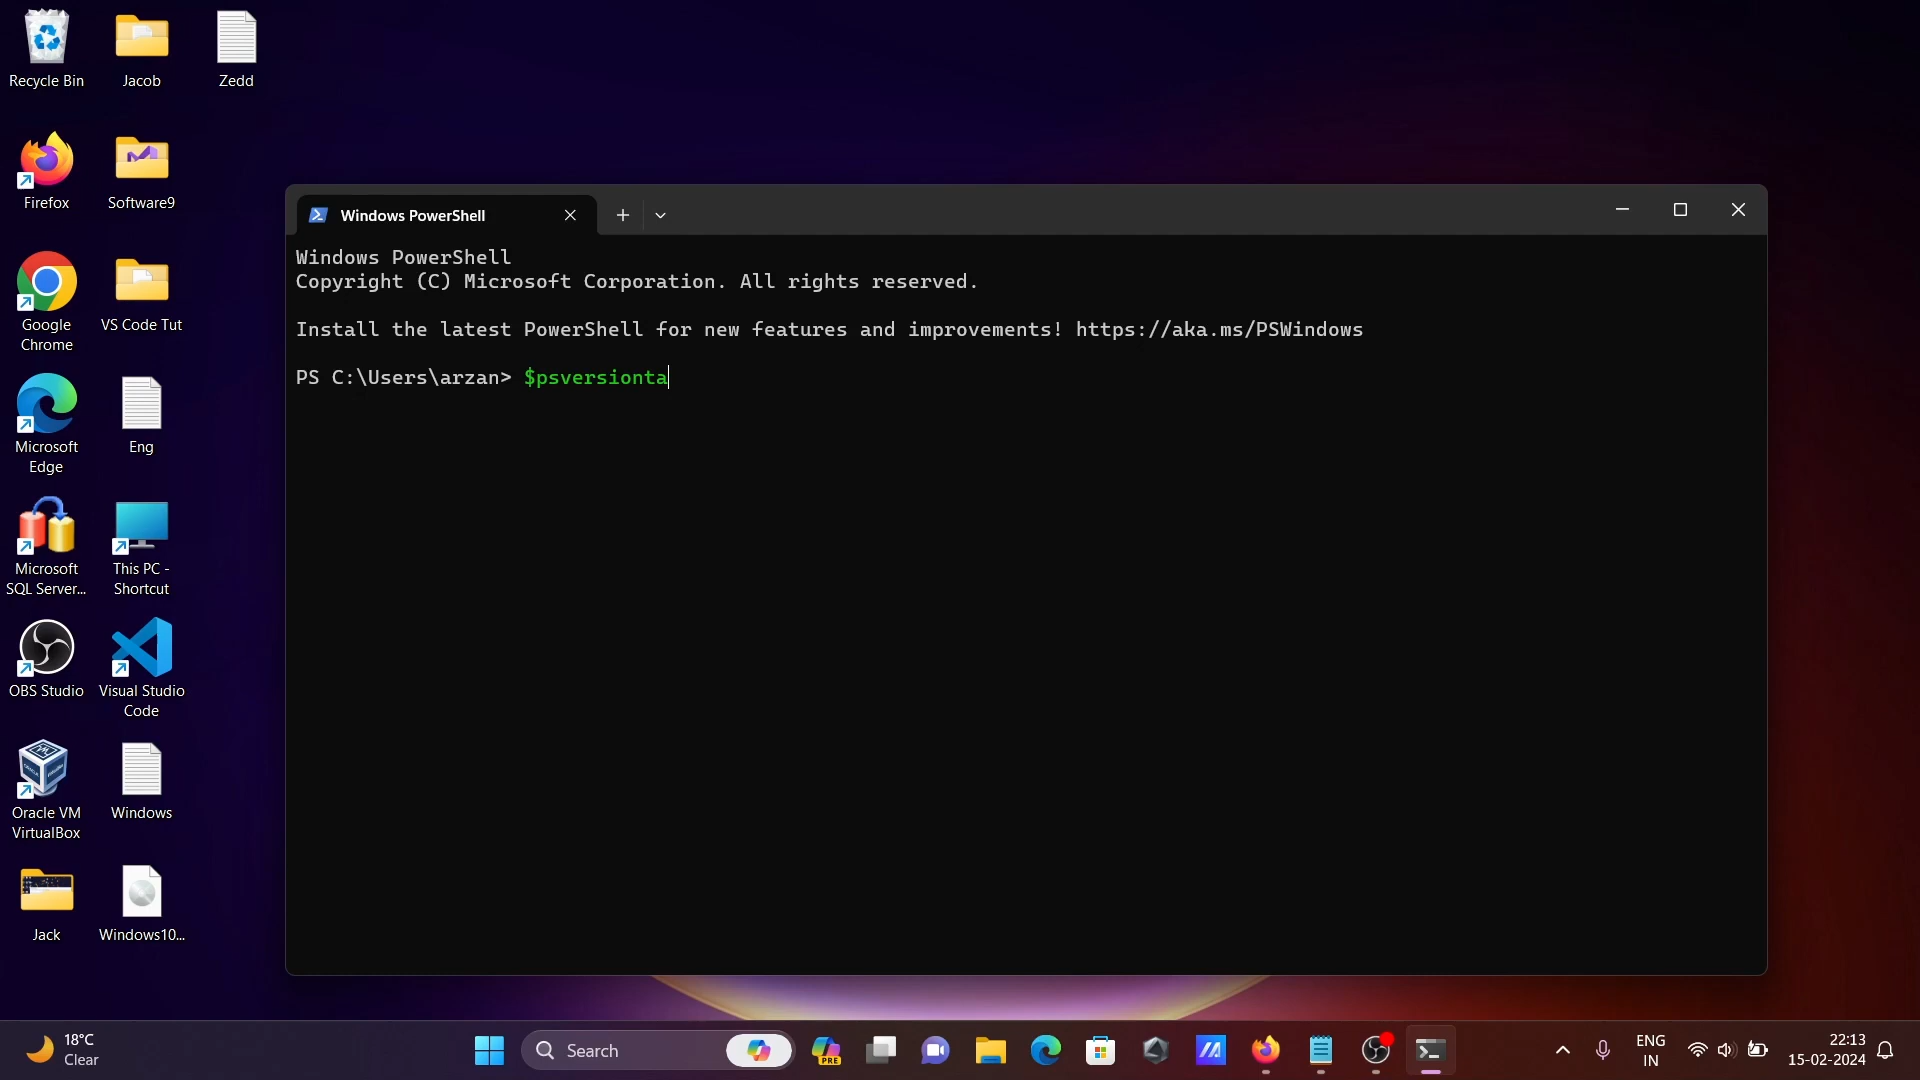 Recycle Bin
Jacob
Zedd
Firefox
Software9
Google
Chrome
VS Code Tut
Microsoft
Edge
Eng
Microsoft
SQL Server...
This PC -
Shortcut
OBS Studio
Visual Studio
Code
Oracle VM
VirtualBox
Windows
Jack
Windows10...
Windows PowerShell
Windows PowerShell
Copyright (C) Microsoft Corporation. All rights reserved.
Install the latest PowerShell for new features and improvements! https://aka.ms/PSWindows
PS C:\Users\arzan> $psversionta
18°C
Clear
Search
PRE
ENG
IN
22:13
15-02-2024